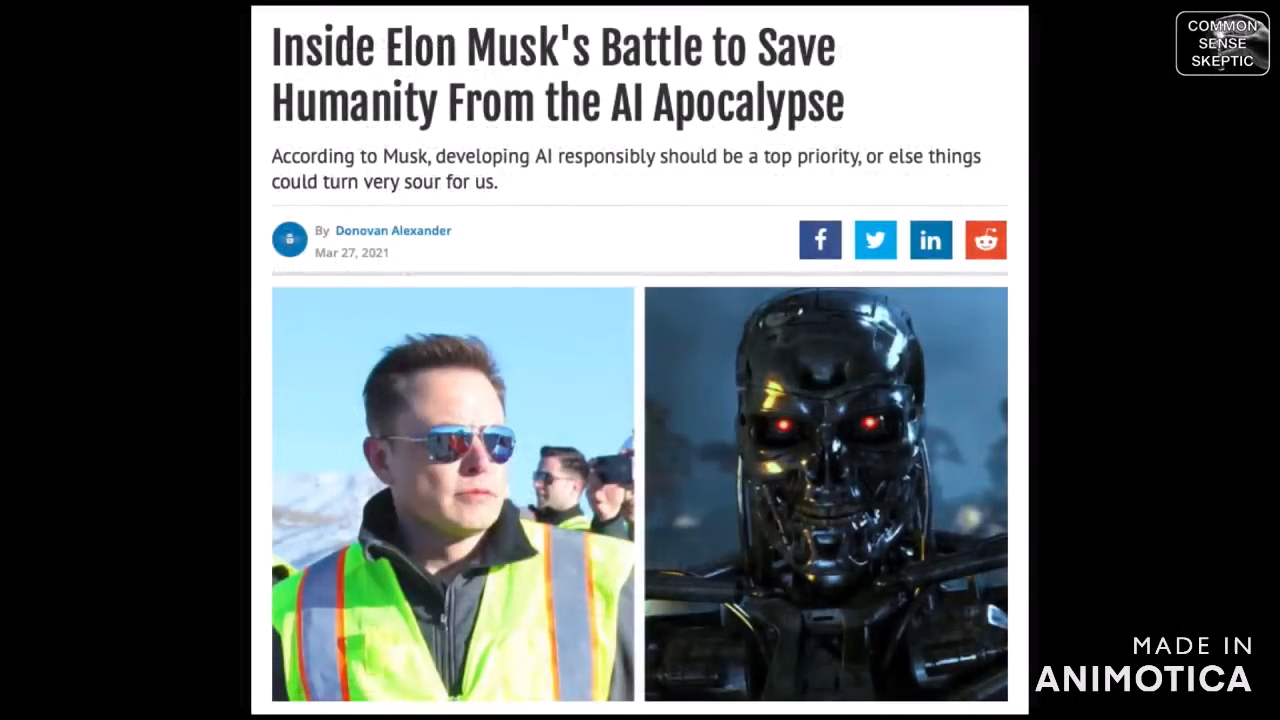 Inside Elon Musk's Battle to Save
Humanity From the AI Apocalypse
According to Musk, developing AI responsibly should be a top priority, or else things
could turn very sour for us.
By Donovan Alexander
Mar 27, 2021
f
in
COMMON
SENSE
SKEPTIC
MADE IN
ANIMOTICA